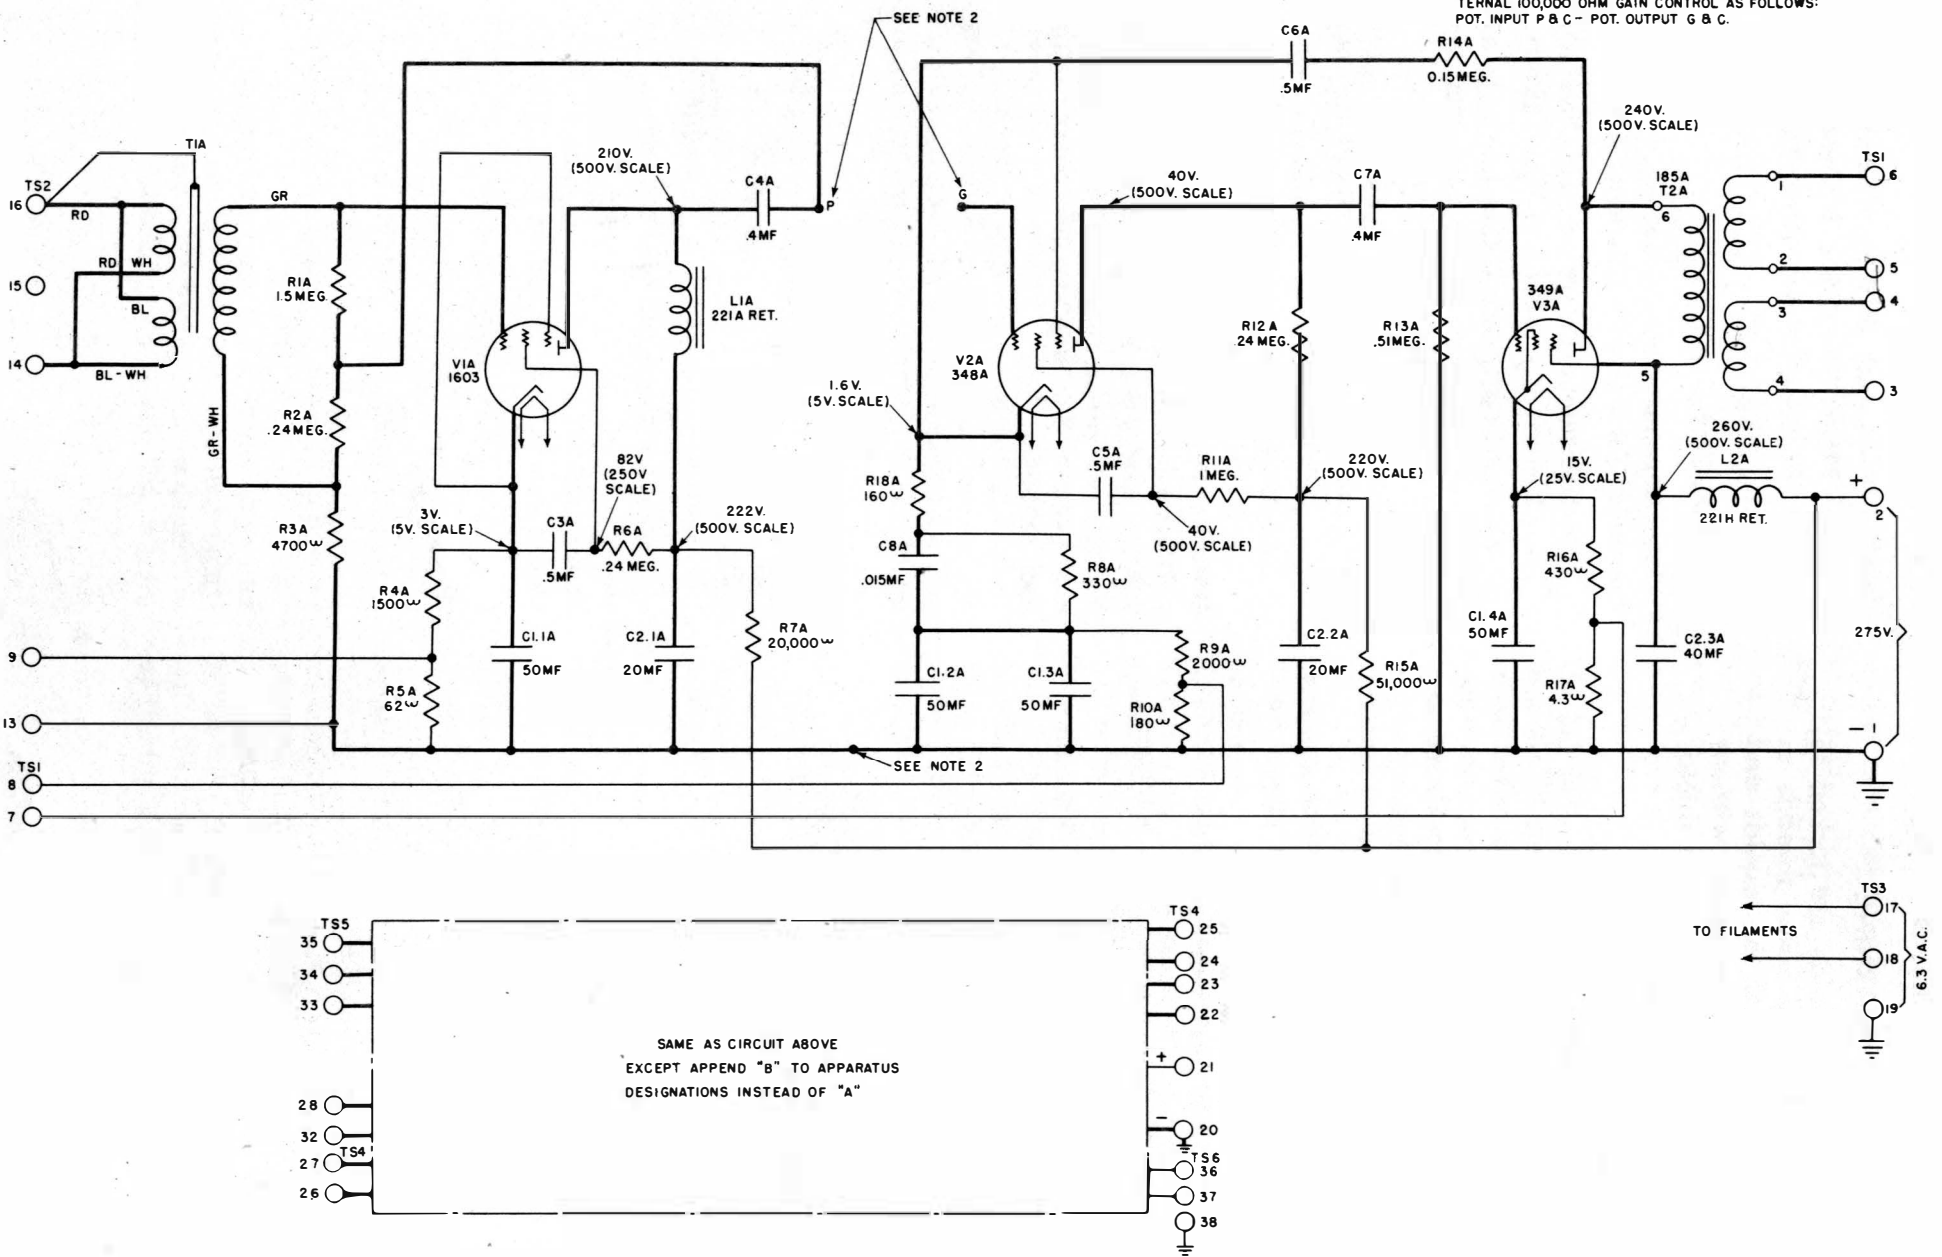 TERNAL 100,000 OHM GAIN CONTROL AS FOLLOWS:
POT. INPUT P & C - POT. OUTPUT G & C.
SEE NOTE 2
C6A
.5MF
R14A
0.15MEG.
240V.
(500V. SCALE)
T1A
TS2
16
RD
RD WH
15
BL
14
BL-WH
GR
GR-WH
R1A
1.5 MEG.
R2A
.24MEG.
R3A
4700ω
210V.
(500V. SCALE)
C4A
.4MF
P
L1A
221A RET.
V1A
1603
G
40V.
(500V. SCALE)
C7A
.4MF
185A
T2A
6
5
TS1
1
6
2
5
3
4
4
3
V2A
348A
R12A
.24 MEG.
R13A
.51MEG.
349A
V3A
1.6V.
(5V. SCALE)
82V
(250V
SCALE)
3V.
(5V. SCALE)
C3A
.5MF
R6A
.24 MEG.
222V.
(500V. SCALE)
R18A
160ω
C5A
.5MF
R11A
1MEG.
220V.
(500V. SCALE)
40V.
(500V. SCALE)
15V.
(25V. SCALE)
260V.
(500V. SCALE)
L2A
221H RET.
+
2
R4A
1500ω
C8A
.015MF
R8A
330ω
R16A
430ω
9
R5A
62ω
C1.1A
50MF
C2.1A
20MF
R7A
20,000ω
C1.2A
50MF
C1.3A
50MF
R9A
2000ω
R10A
180ω
C2.2A
20MF
R15A
51,000ω
C1.4A
50MF
R17A
4.3ω
C2.3A
40MF
275V.
13
- 1
TS1
8
7
SEE NOTE 2
TS5
35
34
33
28
32
TS4
27
26
SAME AS CIRCUIT ABOVE
EXCEPT APPEND "B" TO APPARATUS
DESIGNATIONS INSTEAD OF "A"
TS4
25
24
23
22
+
21
-
20
TS6
36
37
38
TS3
17
TO FILAMENTS
18
19
6.3 V.A.C.